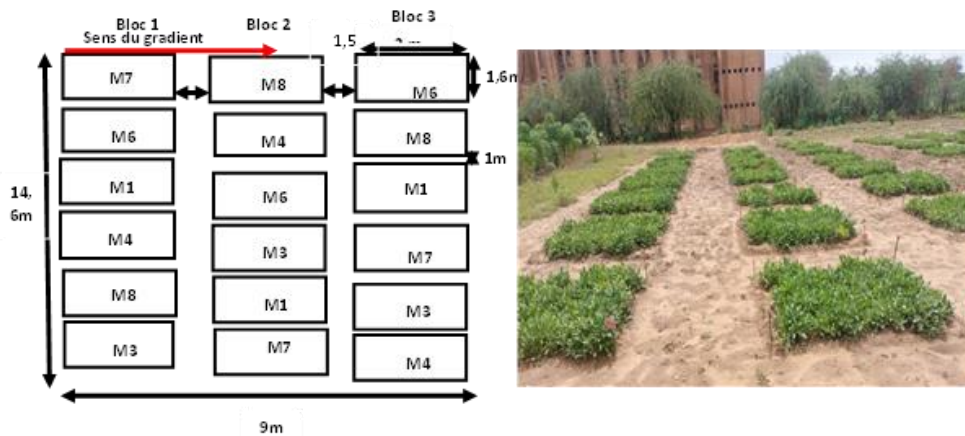 Bloc 1
Bloc 2
Bloc 3
Sens du gradient
1,5
M7
M8
M6
1,6m
M6
M4
M8
1m
M1
M6
M1
14,
6m
M4
M3
M7
M8
M1
M3
M3
M7
M4
9m